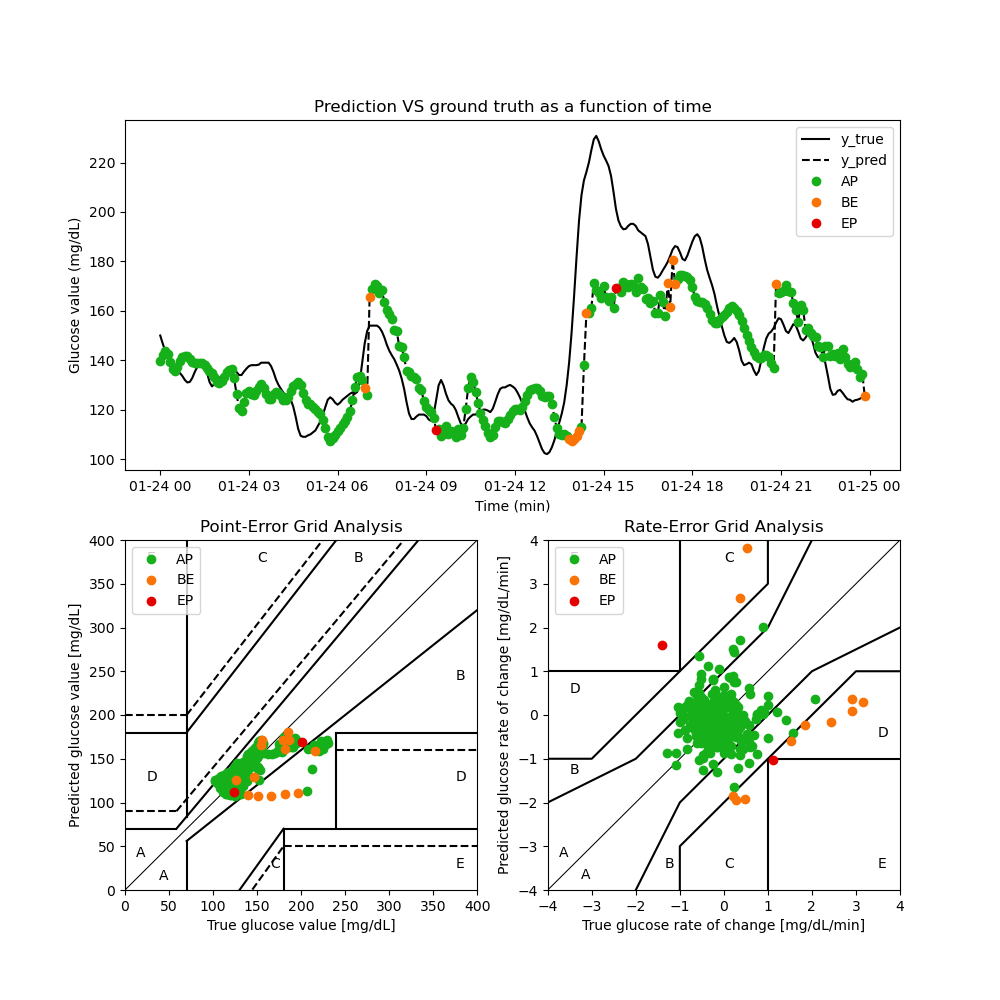 Prediction VS ground truth as a function of time
Glucose value (mg/dL)
220
200
180
160
140
120
100
y_true
y_pred
AP
BE
EP
01-24 00 01-24 03 01-24 06 01-24 09 01-24 12 01-24 15 01-24 18 01-24 21 01-25 00
Time (min)
Point-Error Grid Analysis
Predicted glucose value [mg/dL]
400
350
300
250
200
150
100
50
0
AP
BE
EP
C
B
B
D
D
A
A
C
E
0 50 100 150 200 250 300 350 400
True glucose value [mg/dL]
Rate-Error Grid Analysis
Predicted glucose rate of change [mg/dL/min]
4
3
2
1
0
−1
−2
−3
−4
AP
BE
EP
C
D
D
B
A
A
B
C
E
−4 −3 −2 −1 0 1 2 3 4
True glucose rate of change [mg/dL/min]